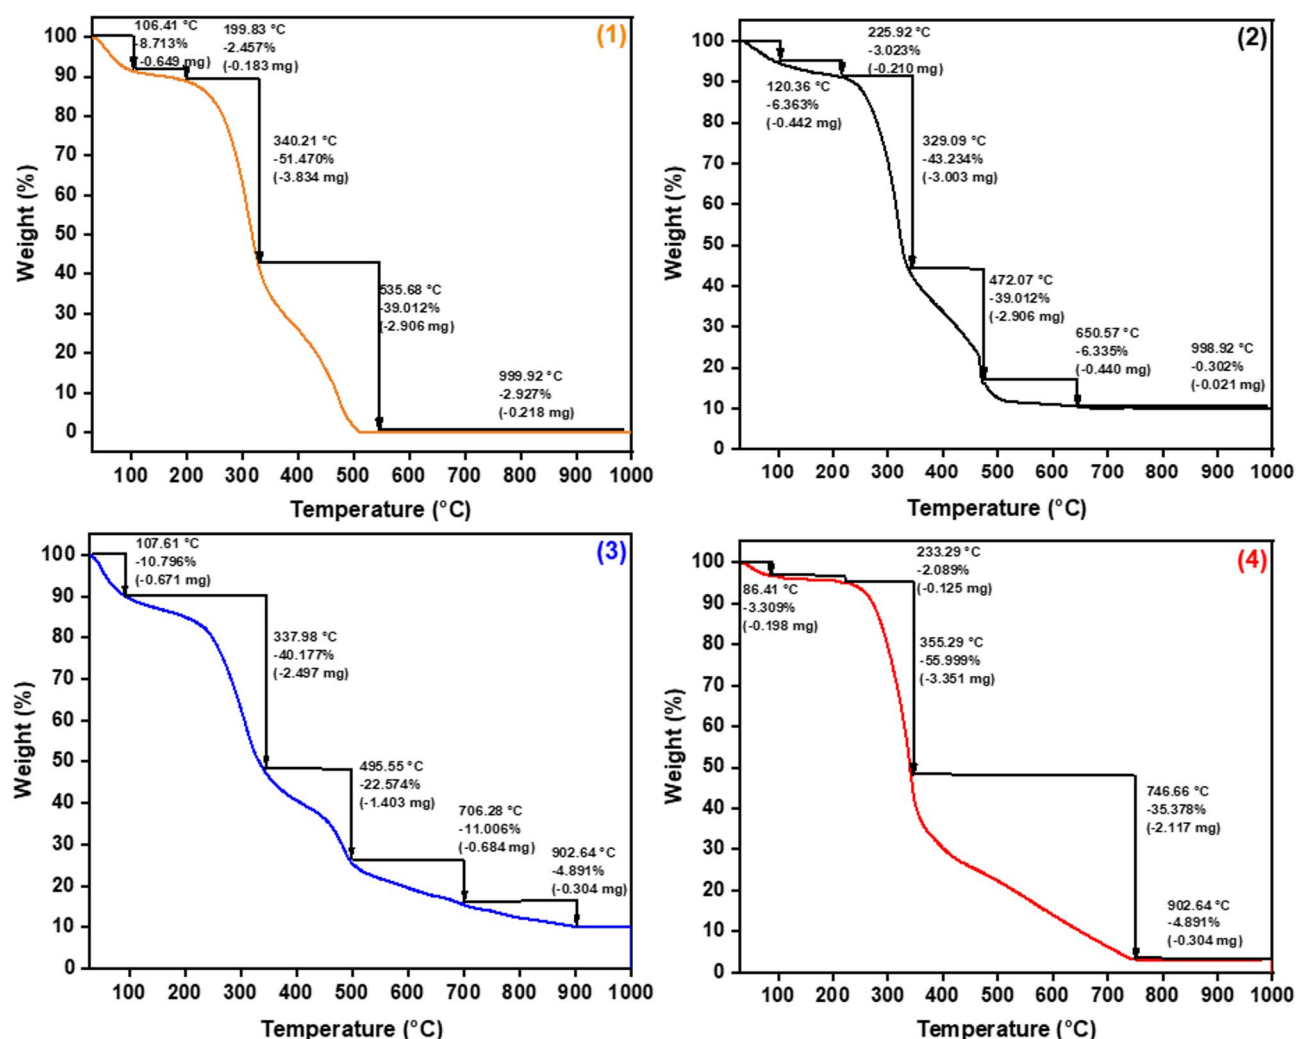 (1)
106.41 °C
-8.713%
(-0.649 mg)
199.83 °C
-2.457%
(-0.183 mg)
340.21 °C
-51.470%
(-3.834 mg)
535.68 °C
-39.012%
(-2.906 mg)
999.92 °C
-2.927%
(-0.218 mg)
Weight (%)
100
90
80
70
60
50
40
30
20
10
0
100 200 300 400 500 600 700 800 900 1000
Temperature (°C)
(2)
120.36 °C
-6.363%
(-0.442 mg)
225.92 °C
-3.023%
(-0.210 mg)
329.09 °C
-43.234%
(-3.003 mg)
472.07 °C
-39.012%
(-2.906 mg)
650.57 °C
-6.335%
(-0.440 mg)
998.92 °C
-0.302%
(-0.021 mg)
Weight (%)
100
90
80
70
60
50
40
30
20
10
0
100 200 300 400 500 600 700 800 900 1000
Temperature (°C)
(3)
107.61 °C
-10.796%
(-0.671 mg)
337.98 °C
-40.177%
(-2.497 mg)
495.55 °C
-22.574%
(-1.403 mg)
706.28 °C
-11.006%
(-0.684 mg)
902.64 °C
-4.891%
(-0.304 mg)
Weight (%)
100
90
80
70
60
50
40
30
20
10
0
100 200 300 400 500 600 700 800 900 1000
Temperature (°C)
(4)
86.41 °C
-3.309%
(-0.198 mg)
233.29 °C
-2.089%
(-0.125 mg)
355.29 °C
-55.999%
(-3.351 mg)
746.66 °C
-35.378%
(-2.117 mg)
902.64 °C
-4.891%
(-0.304 mg)
Weight (%)
100
90
80
70
60
50
40
30
20
10
0
100 200 300 400 500 600 700 800 900 1000
Temperature (°C)